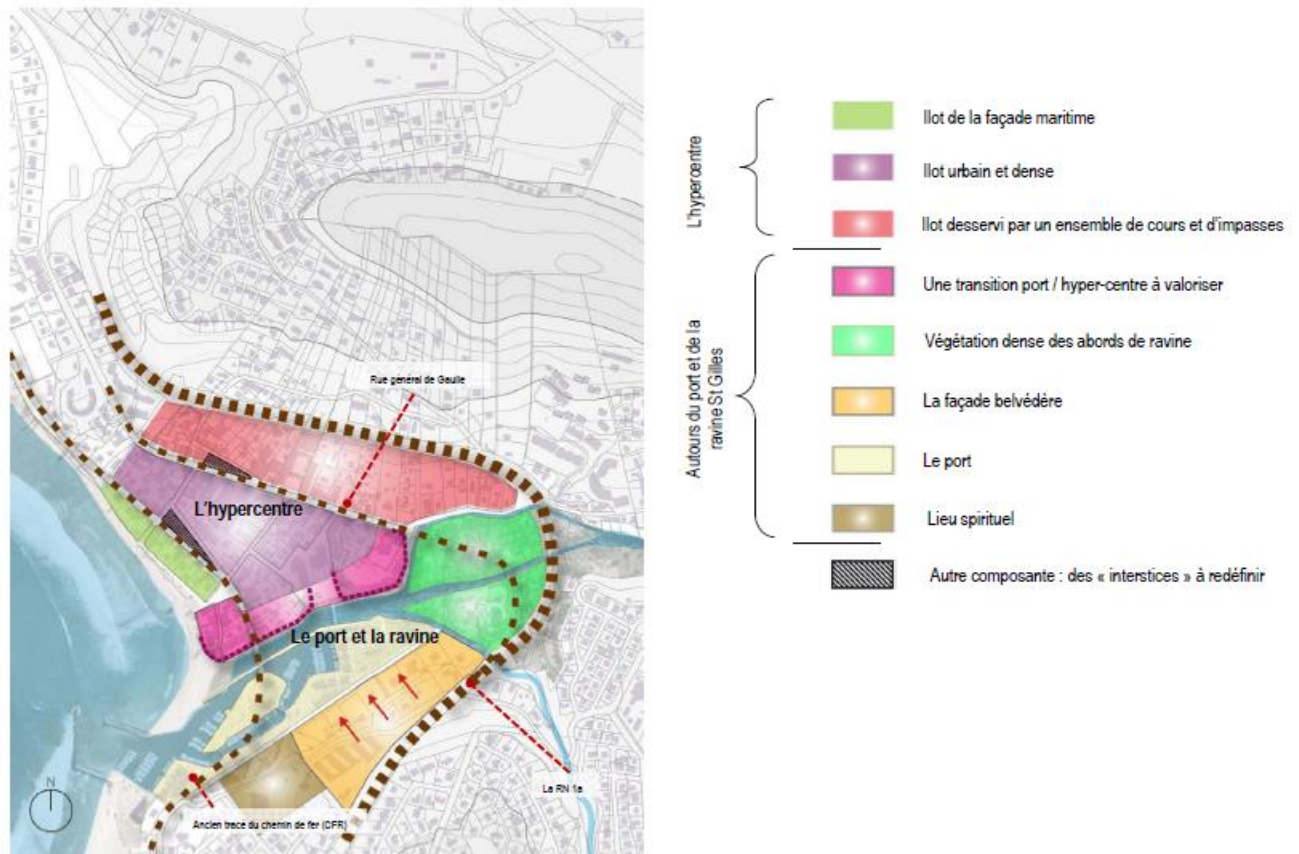 Rue général de Gaulle
L'hypercentre
Le port et la ravine
La RN 1a
Ancien tracé du chemin de fer (CFR)
N
L'hypercentre
Ilot de la façade maritime
Ilot urbain et dense
Ilot desservi par un ensemble de cours et d'impasses
Autours du port et de la
ravine St Gilles
Une transition port / hyper-centre à valoriser
Végétation dense des abords de ravine
La façade belvédère
Le port
Lieu spirituel
Autre composante : des « interstices » à redéfinir